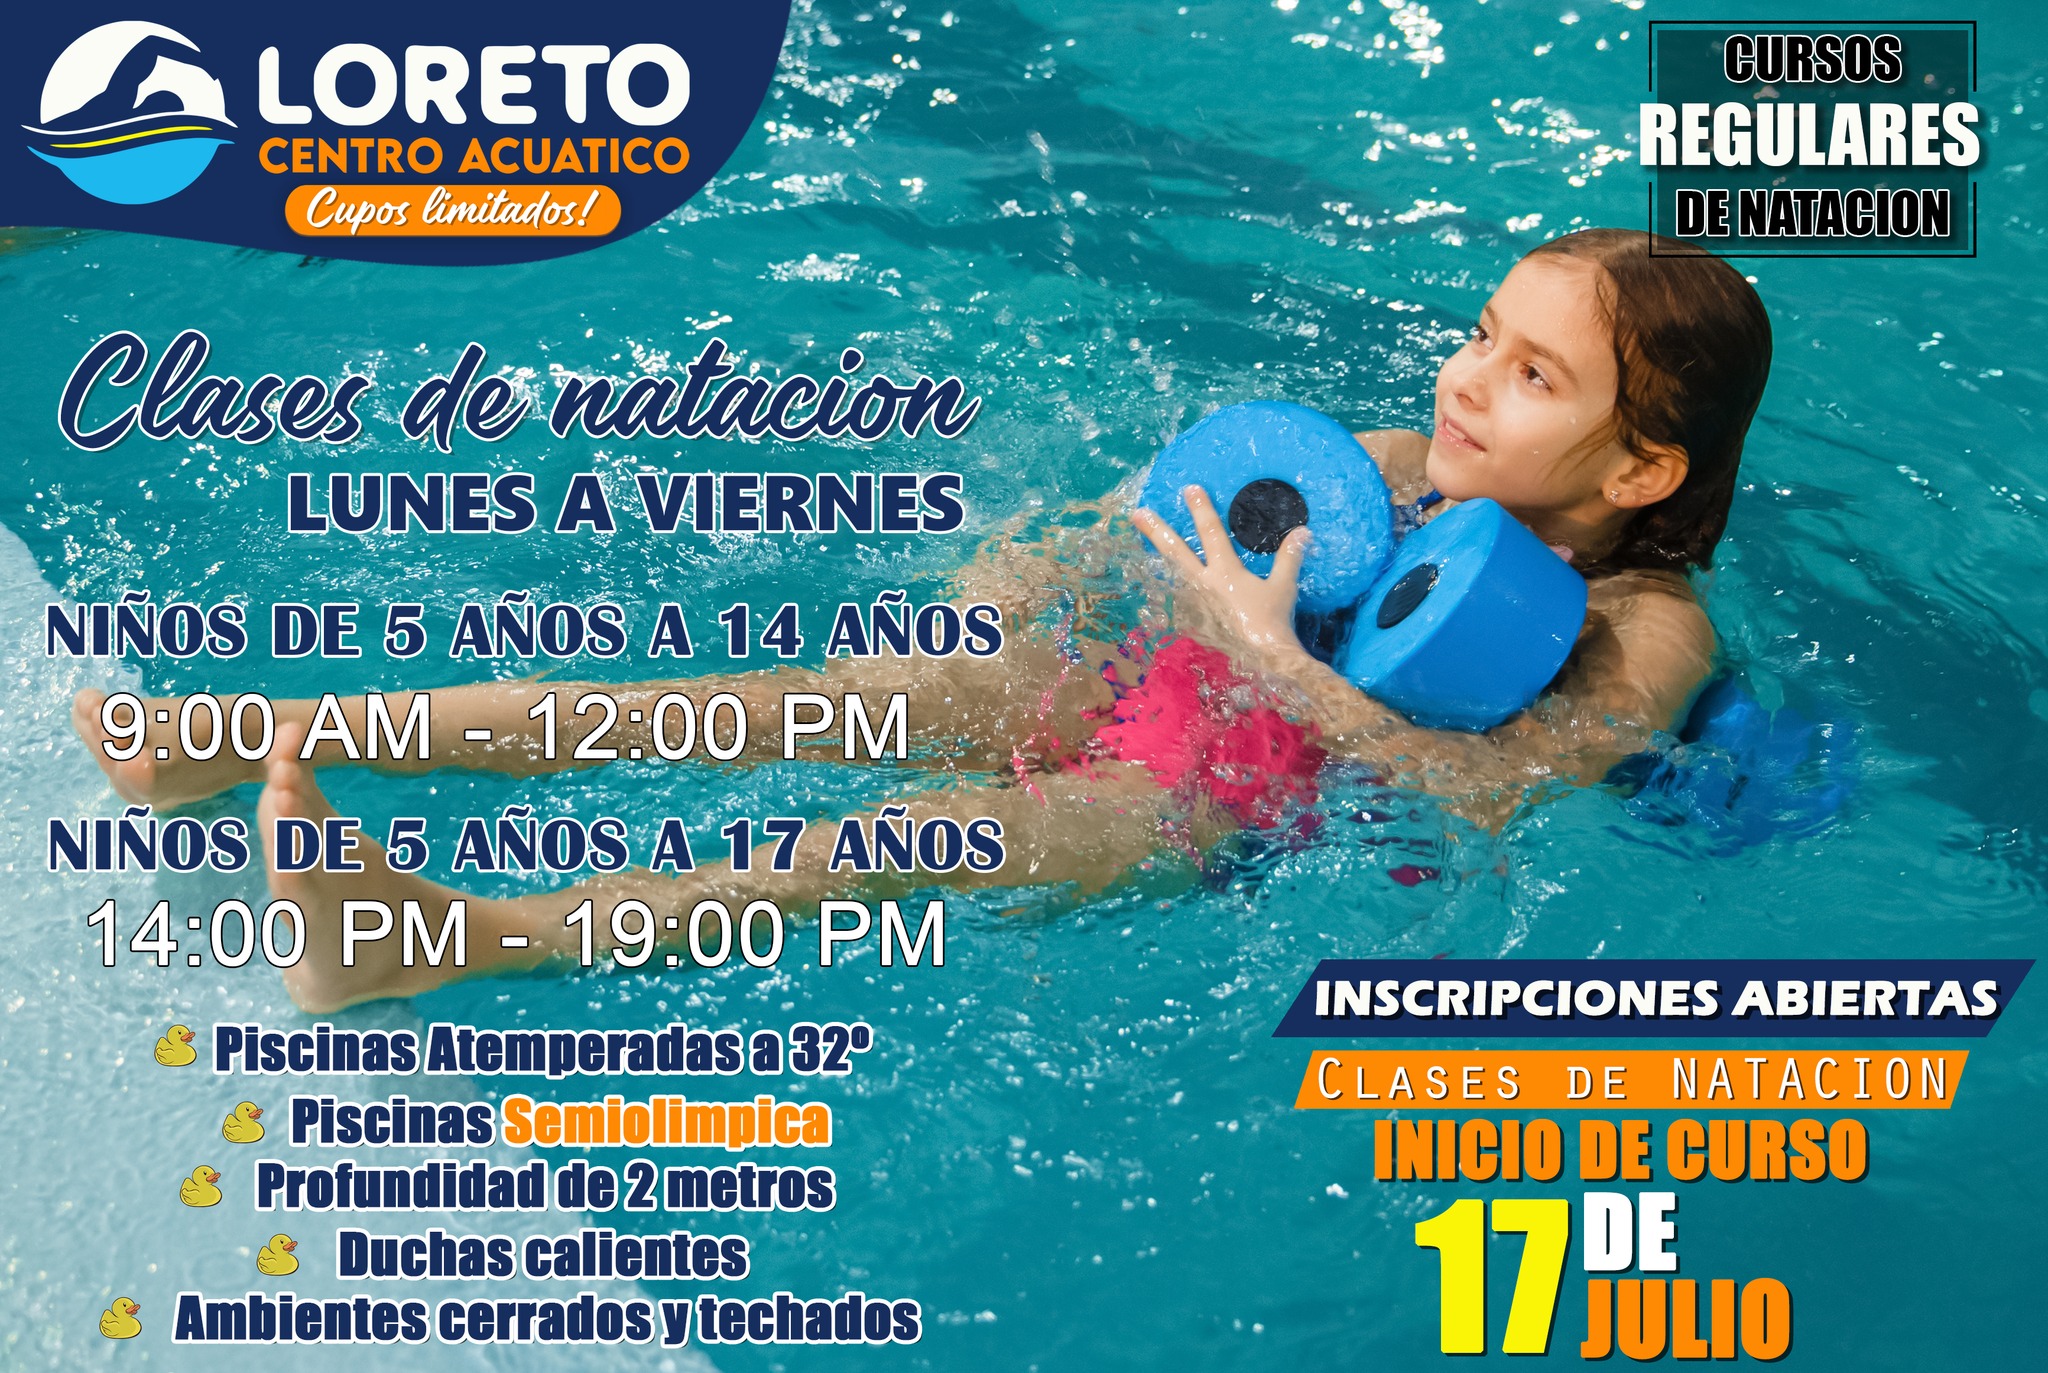 LORETO
CENTRO ACUATICO
Cupos limitados!
CURSOS
REGULARES
DE NATACION
Clases de natacion
LUNES A VIERNES
NIÑOS DE 5 AÑOS A 14 AÑOS
9:00 AM - 12:00 PM
NIÑOS DE 5 AÑOS A 17 AÑOS
14:00 PM - 19:00 PM
Piscinas Atemperadas a 32º
Piscinas Semiolimpica
Profundidad de 2 metros
Duchas calientes
Ambientes cerrados y techados
INSCRIPCIONES ABIERTAS
CLASES DE NATACION
INICIO DE CURSO
17 DE
JULIO